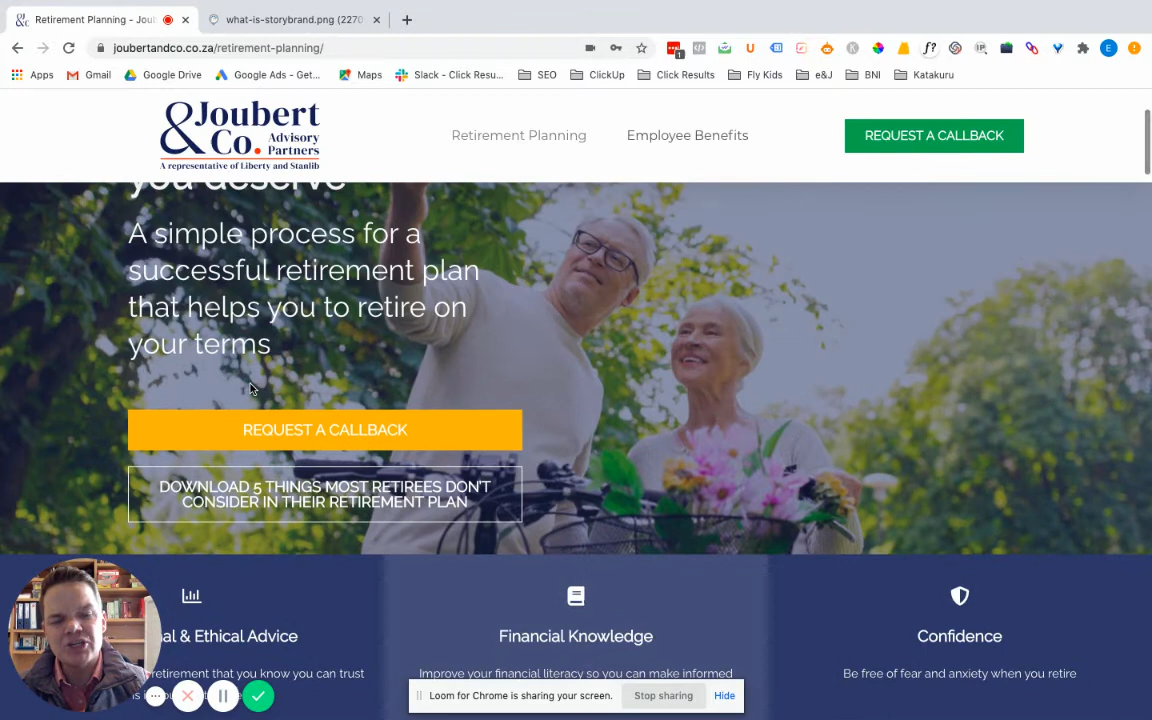 Retirement Planning - Joub
what-is-storybrand.png (2270
joubertandco.co.za/retirement-planning/
1
f?
IP
E
Apps
Gmail
Google Drive
Google Ads - Get...
Maps
Slack - Click Resu...
SEO
ClickUp
Click Results
Fly Kids
e&J
BNI
Katakuru
&Joubert
Co.
Advisory
Partners
A representative of Liberty and Stanlib
Retirement Planning
Employee Benefits
REQUEST A CALLBACK
you deserve
A simple process for a
successful retirement plan
that helps you to retire on
your terms
REQUEST A CALLBACK
DOWNLOAD 5 THINGS MOST RETIREES DON'T
CONSIDER IN THEIR RETIREMENT PLAN
& Ethical Advice
Financial Knowledge
Confidence
retirement that you know you can trust
Improve your financial literacy so you can make informed
Be free of fear and anxiety when you retire
Loom for Chrome is sharing your screen.
Stop sharing
Hide